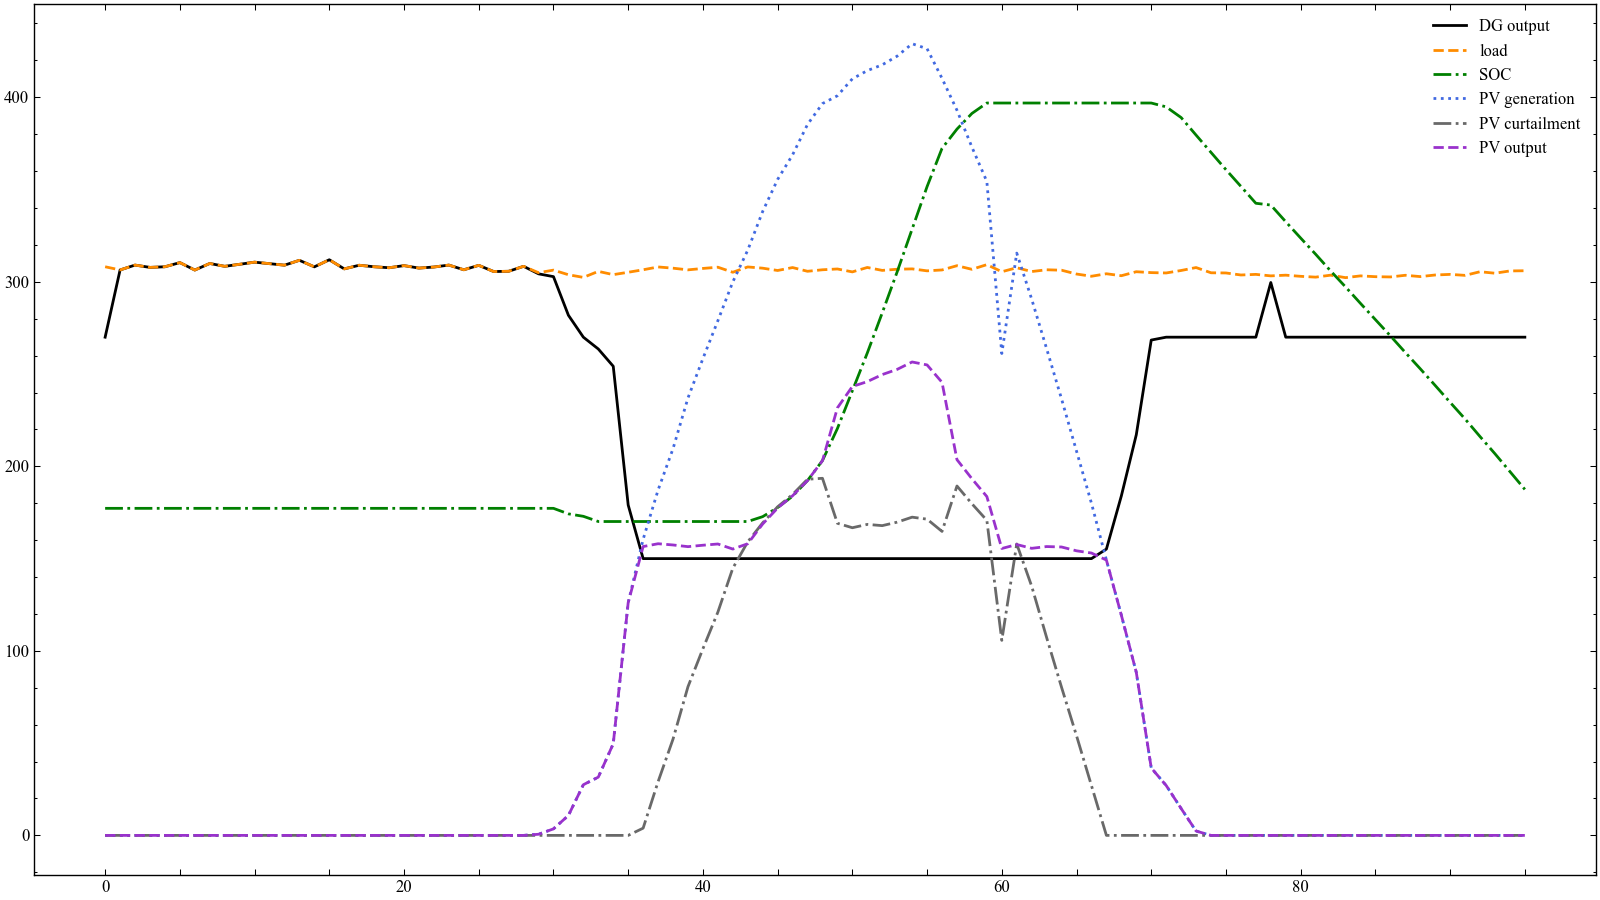 DG output
load
SOC
PV generation
PV curtailment
PV output
400
300
200
100
0
0 20 40 60 80